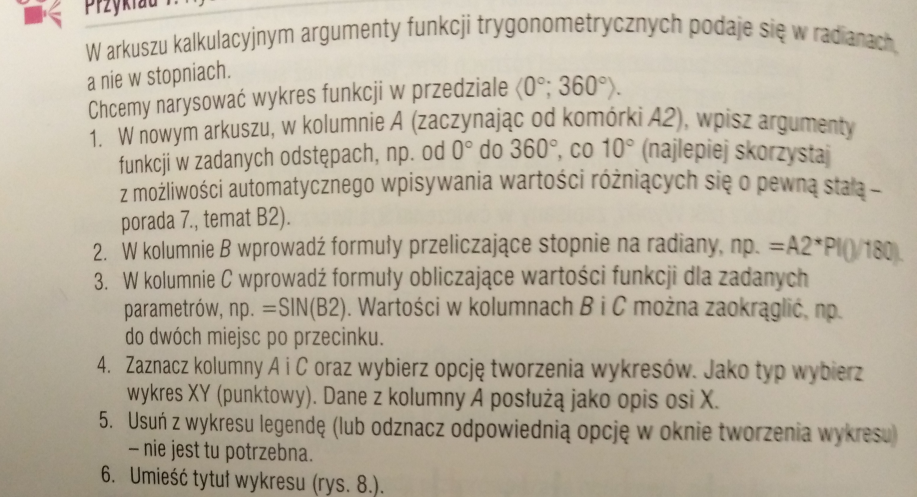 Przykład
W arkuszu kalkulacyjnym argumenty funkcji trygonometrycznych podaje się w radianach,
a nie w stopniach.
Chcemy narysować wykres funkcji w przedziale ⟨0°; 360°⟩.
1. W nowym arkuszu, w kolumnie A (zaczynając od komórki A2), wpisz argumenty
funkcji w zadanych odstępach, np. od 0° do 360°, co 10° (najlepiej skorzystaj
z możliwości automatycznego wpisywania wartości różniących się o pewną stałą –
porada 7., temat B2).
2. W kolumnie B wprowadź formuły przeliczające stopnie na radiany, np. =A2*PI()/180).
3. W kolumnie C wprowadź formuły obliczające wartości funkcji dla zadanych
parametrów, np. =SIN(B2). Wartości w kolumnach B i C można zaokrąglić, np.
do dwóch miejsc po przecinku.
4. Zaznacz kolumny A i C oraz wybierz opcję tworzenia wykresów. Jako typ wybierz
wykres XY (punktowy). Dane z kolumny A posłużą jako opis osi X.
5. Usuń z wykresu legendę (lub odznacz odpowiednią opcję w oknie tworzenia wykresu)
– nie jest tu potrzebna.
6. Umieść tytuł wykresu (rys. 8.).